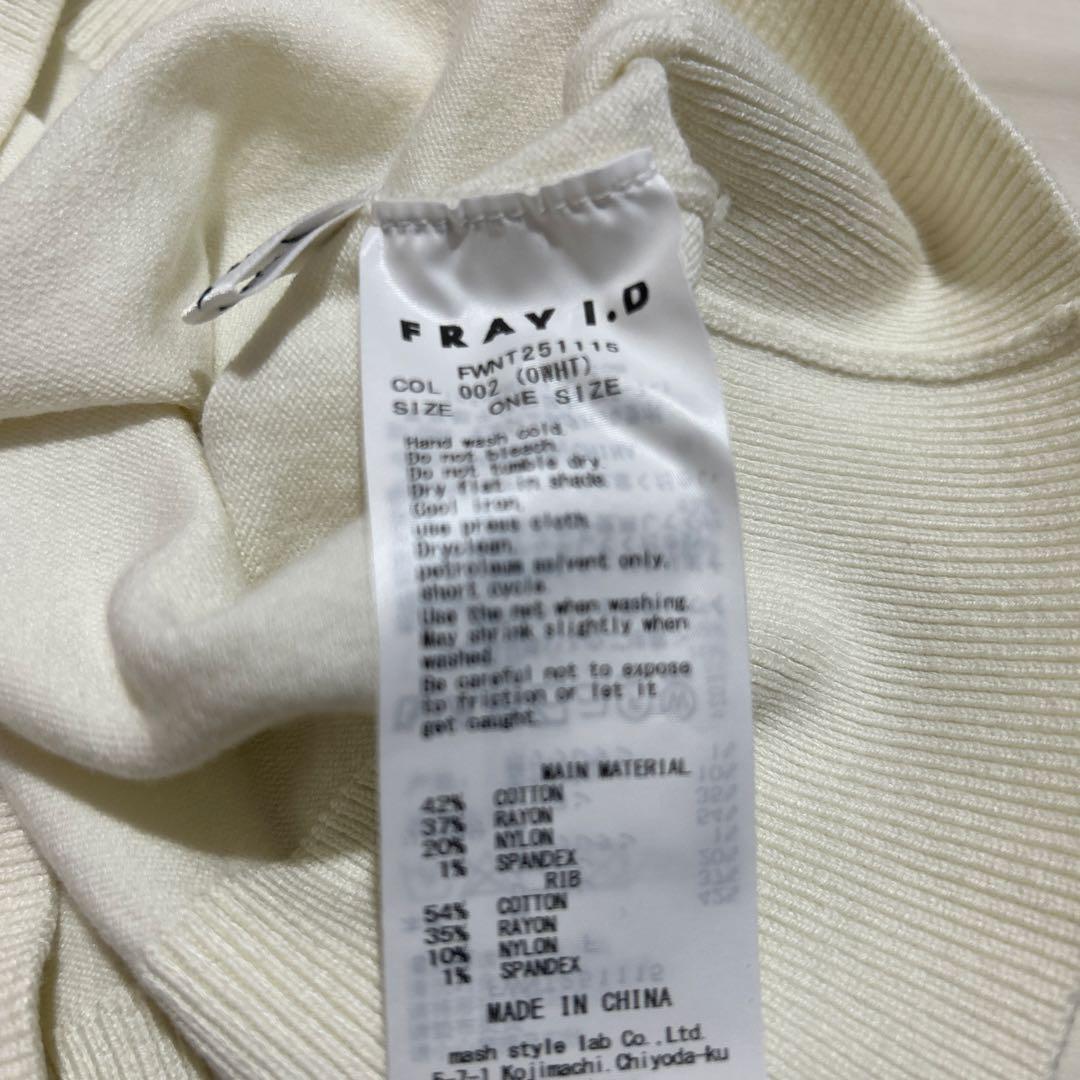 FRAY I.D
FWNT251115
COL 002 (OWHT)
SIZE ONE SIZE
Hand wash cold.
Do not bleach.
Do not tumble dry.
Dry flat in shade.
Cool iron.
use press cloth.
Dryclean.
petroleum solvent only.
short cycle.
Use the net when washing.
May shrink slightly when
washed.
Be careful not to expose
to friction or let it
get caught.
MAIN MATERIAL
42% COTTON
37% RAYON
20% NYLON
1% SPANDEX
RIB
54% COTTON
35% RAYON
10% NYLON
1% SPANDEX
MADE IN CHINA
mash style lab Co.,Ltd.
5-7-1 Kojimachi, Chiyoda-ku